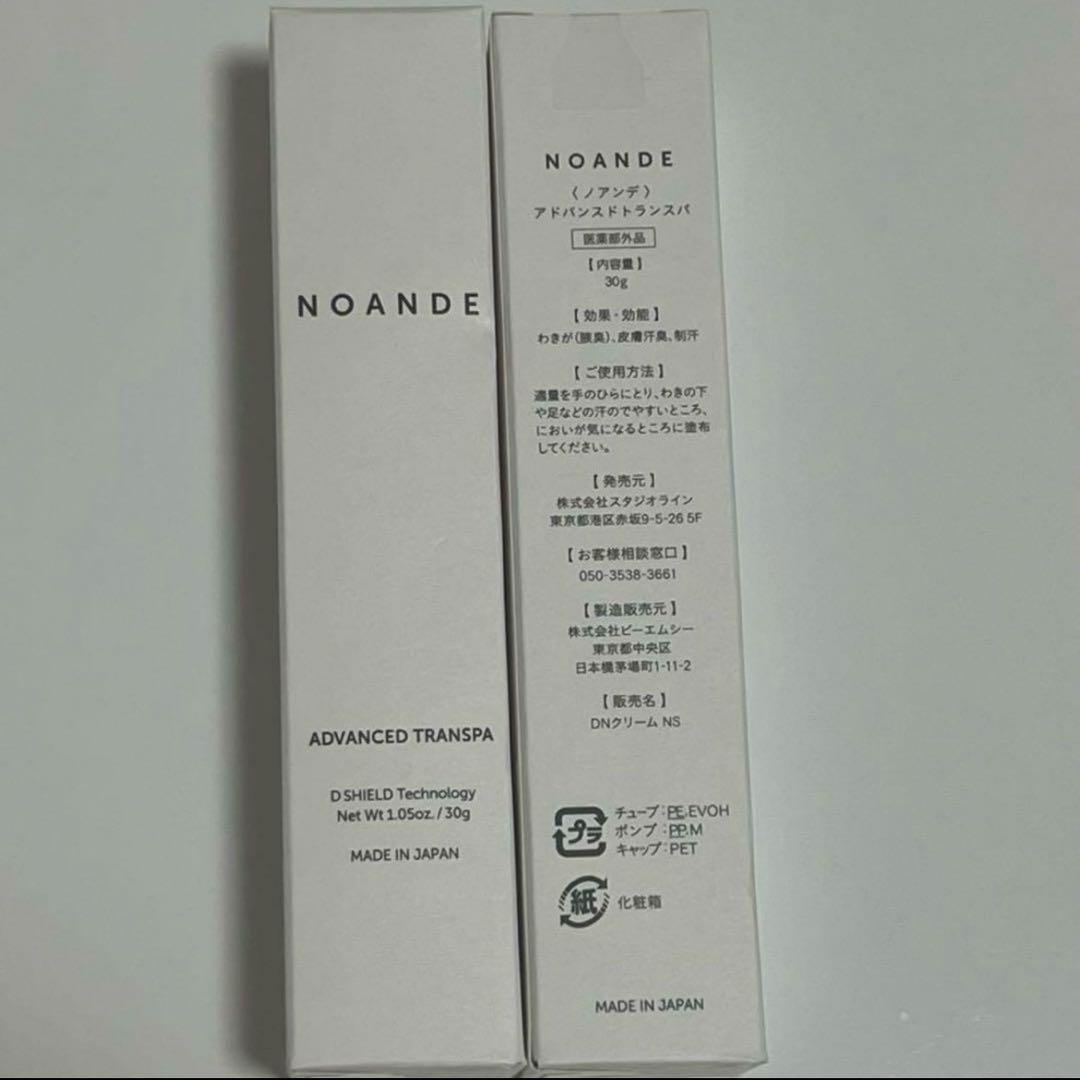 NOANDE
ADVANCED TRANSPA
D SHIELD Technology
Net Wt 1.05oz. / 30g
MADE IN JAPAN
NOANDE
〈ノアンデ〉
アドバンスドトランスパ
医薬部外品
【内容量】
30g
【効果・効能】
わきが(腋臭)、皮膚汗臭、制汗
【ご使用方法】
適量を手のひらにとり、わきの下
や足などの汗のでやすいところ、
においが気になるところに塗布
してください。
【発売元】
株式会社スタジオライン
東京都港区赤坂9-5-26 5F
【お客様相談窓口】
050-3538-3661
【製造販売元】
株式会社ピーエムシー
東京都中央区
日本橋茅場町1-11-2
【販売名】
DNクリーム NS
プラ
チューブ:PE,EVOH
ポンプ:PP,M
キャップ:PET
紙
化粧箱
MADE IN JAPAN